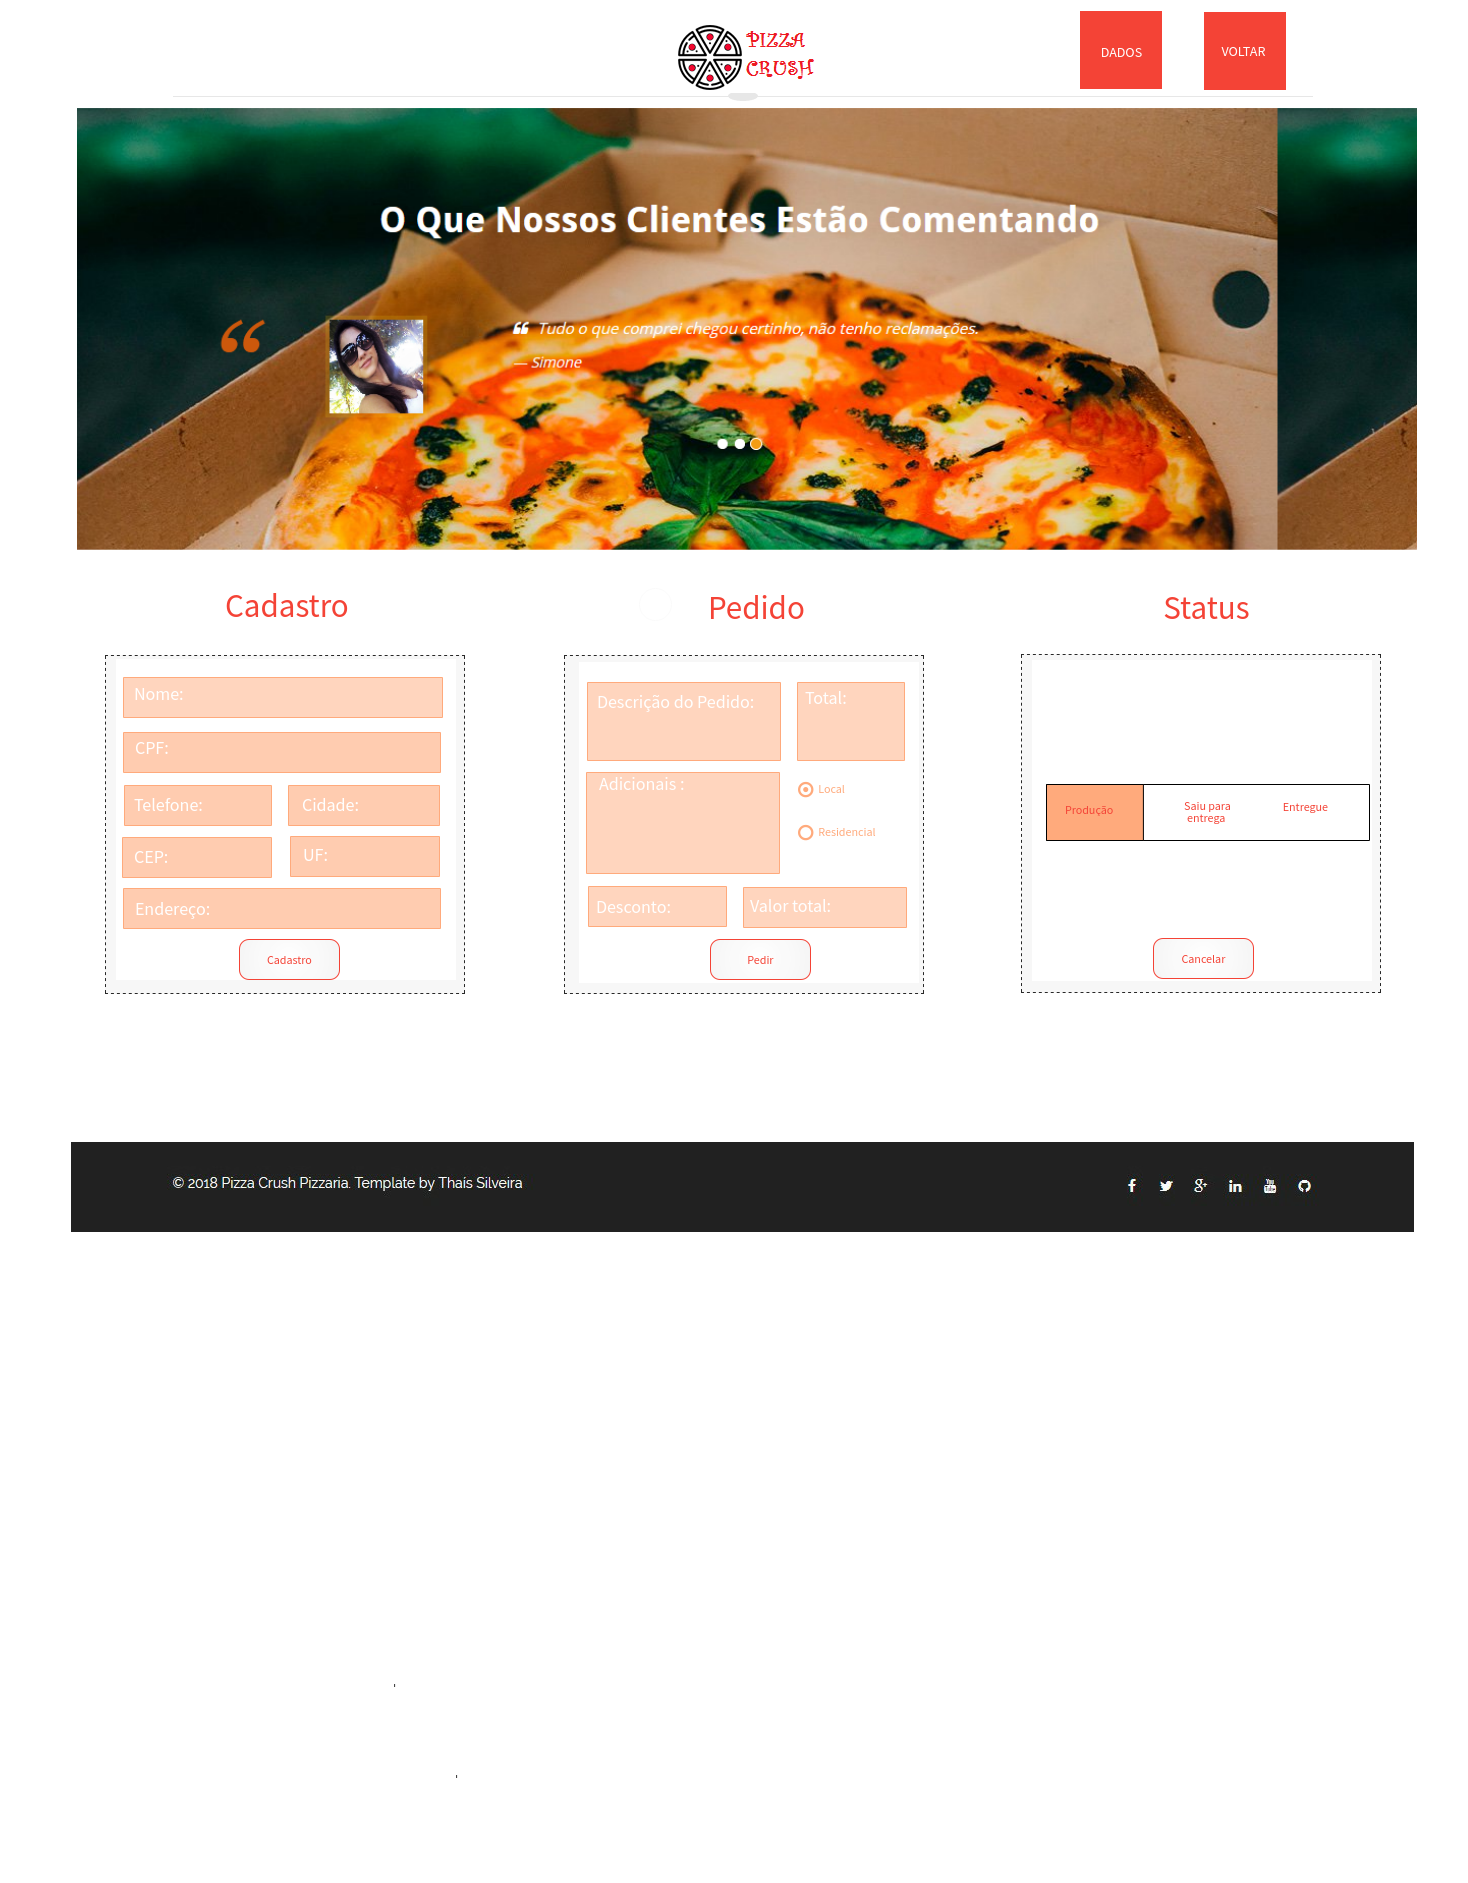 PIZZA
CRUSH
DADOS
VOLTAR
O Que Nossos Clientes Estão Comentando
“ Tudo o que comprei chegou certinho, não tenho reclamações.
— Simone
Cadastro
Nome:
CPF:
Telefone:
Cidade:
CEP:
UF:
Endereço:
Cadastro
Pedido
Descrição do Pedido:
Total:
Adicionais :
Local
Residencial
Desconto:
Valor total:
Pedir
Status
Produção
Saiu para
entrega
Entregue
Cancelar
© 2018 Pizza Crush Pizzaria. Template by Thaís Silveira